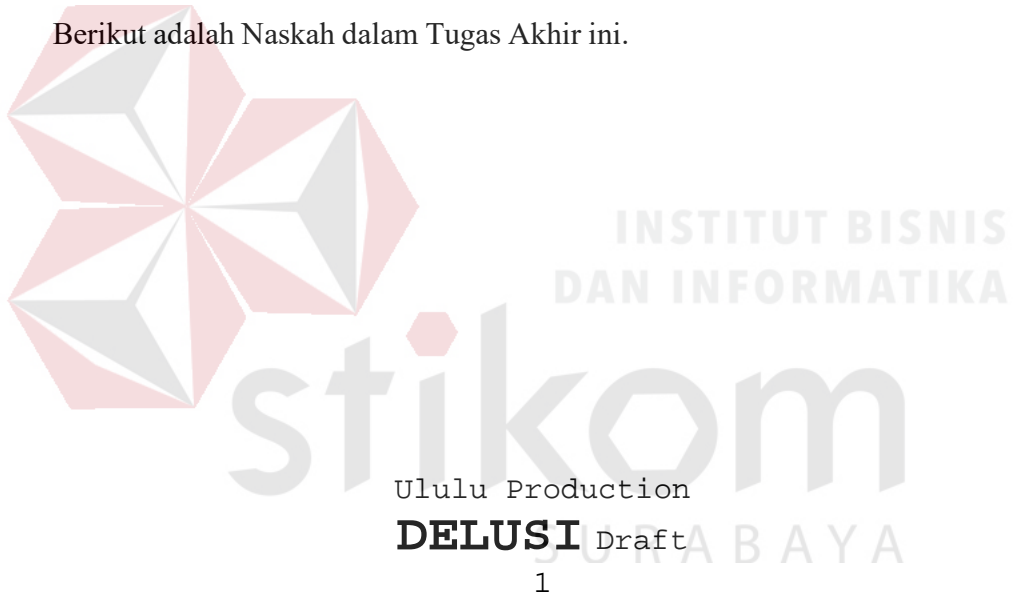 Berikut adalah Naskah dalam Tugas Akhir ini.
INSTITUT BISNIS
DAN INFORMATIKA
stikom
SURABAYA
Ululu Production
DELUSI Draft
1